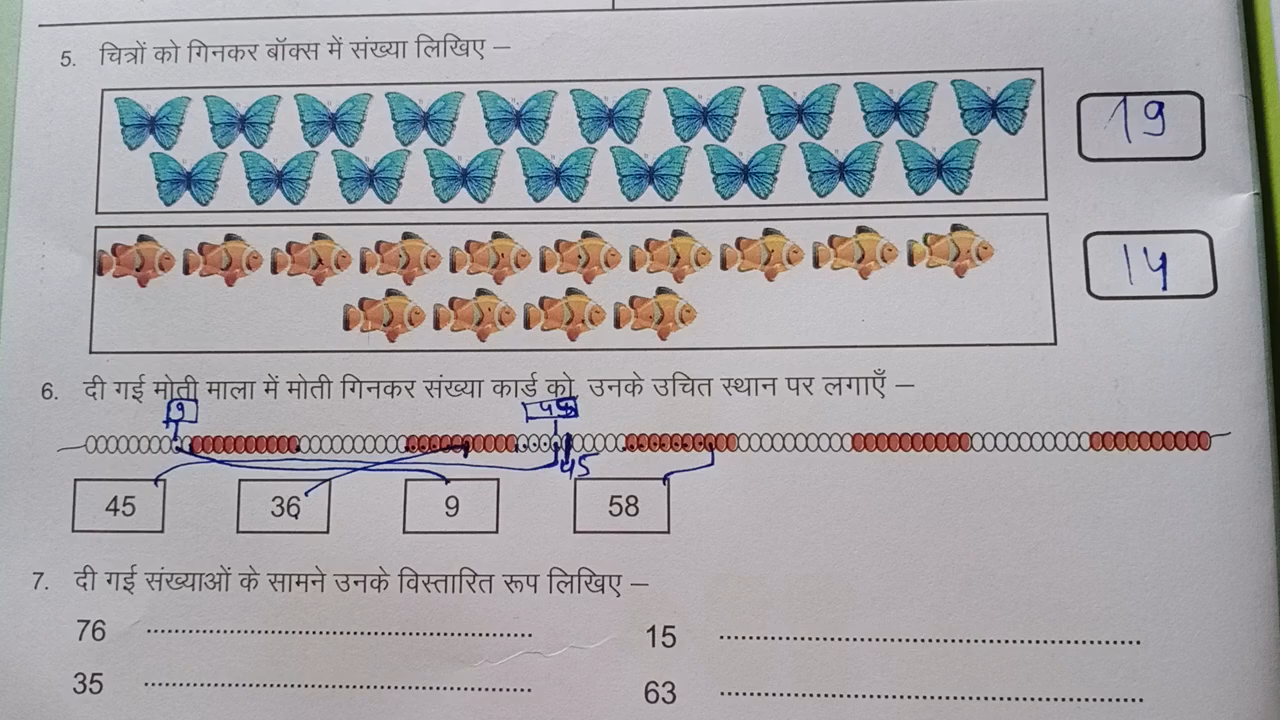 5. चित्रों को गिनकर बॉक्स में संख्या लिखिए –
19
14
6. दी गई मोती माला में मोती गिनकर संख्या कार्ड को, उनके उचित स्थान पर लगाएँ –
9 45
45
45 36 9 58
7. दी गई संख्याओं के सामने उनके विस्तारित रूप लिखिए –
76 ........................................ 15 ........................................
35 ........................................ 63 ........................................